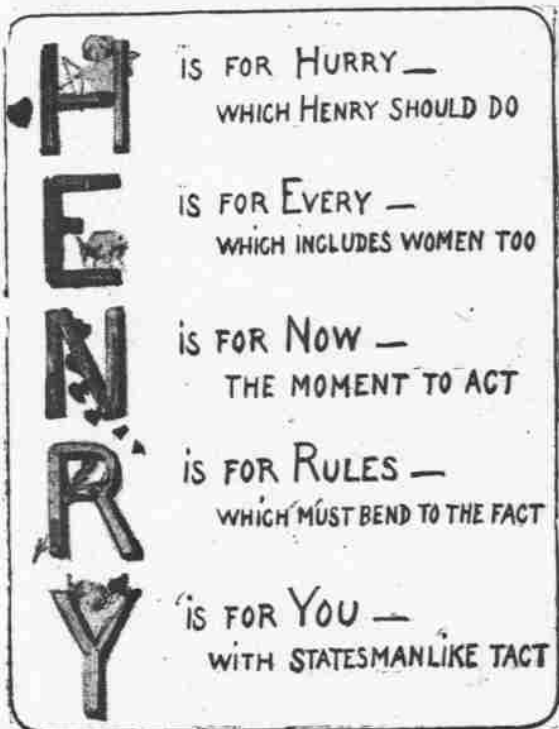 H is FOR HURRY —
WHICH HENRY SHOULD DO
E is FOR EVERY —
WHICH INCLUDES WOMEN TOO
N is FOR NOW —
THE MOMENT TO ACT
R is FOR RULES —
WHICH MUST BEND TO THE FACT
Y is FOR YOU —
WITH STATESMANLIKE TACT